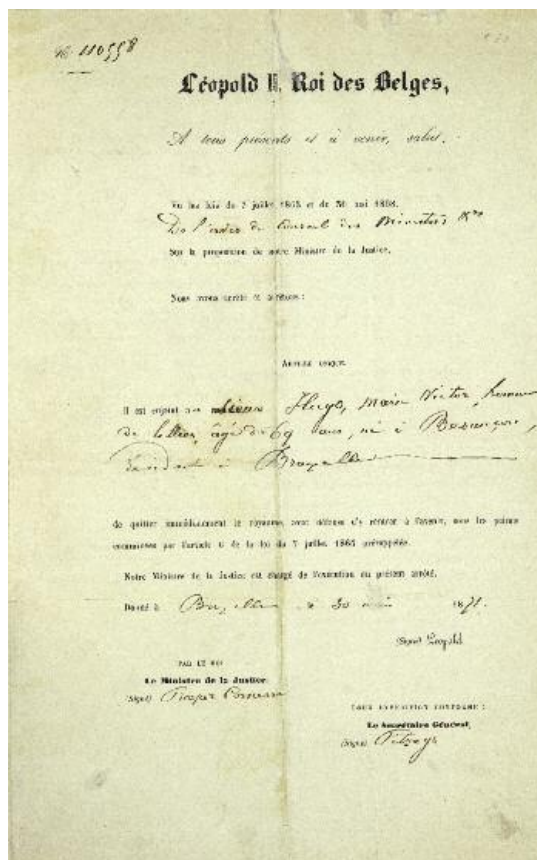 N° 110558
Léopold II, Roi des Belges,
A tous présents et à venir, salut.
Vu les lois du 7 juillet 1865 et du 30 mai 1868.
De l'avis du Conseil des Ministres
Sur la proposition de notre Ministre de la Justice,
Nous avons arrêté et arrêtons :
Article unique.
Il est enjoint au sieur Hugo, Marie Victor, homme
de lettres, âgé de 69 ans, né à Besançon,
résidant à Bruxelles
de quitter immédiatement le royaume, avec défense d'y rentrer à l'avenir, sous les peines
comminées par l'article 6 de la loi du 7 juillet 1865 prérappelée.
Notre Ministre de la Justice est chargé de l'exécution du présent arrêté.
Donné à Bruxelles le 30 mai 1871.
(Signé) Léopold.
PAR LE ROI
Le Ministre de la Justice,
(Signé) Prosper Cornesse
POUR EXPÉDITION CONFORME :
Le Secrétaire Général,
(Signé) Putzeys